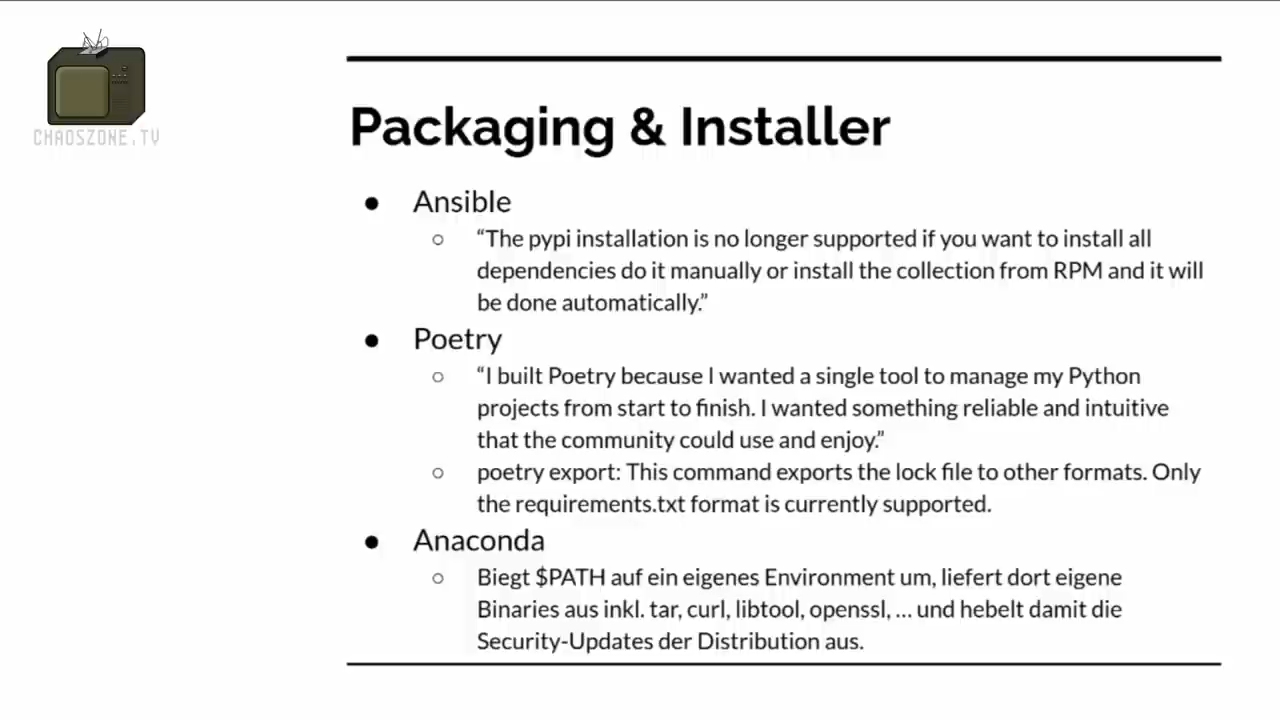 CHAOSZONE.TV
Packaging & Installer
● Ansible
○ “The pypi installation is no longer supported if you want to install all
dependencies do it manually or install the collection from RPM and it will
be done automatically.”
● Poetry
○ “I built Poetry because I wanted a single tool to manage my Python
projects from start to finish. I wanted something reliable and intuitive
that the community could use and enjoy.”
○ poetry export: This command exports the lock file to other formats. Only
the requirements.txt format is currently supported.
● Anaconda
○ Biegt $PATH auf ein eigenes Environment um, liefert dort eigene
Binaries aus inkl. tar, curl, libtool, openssl, … und hebelt damit die
Security-Updates der Distribution aus.